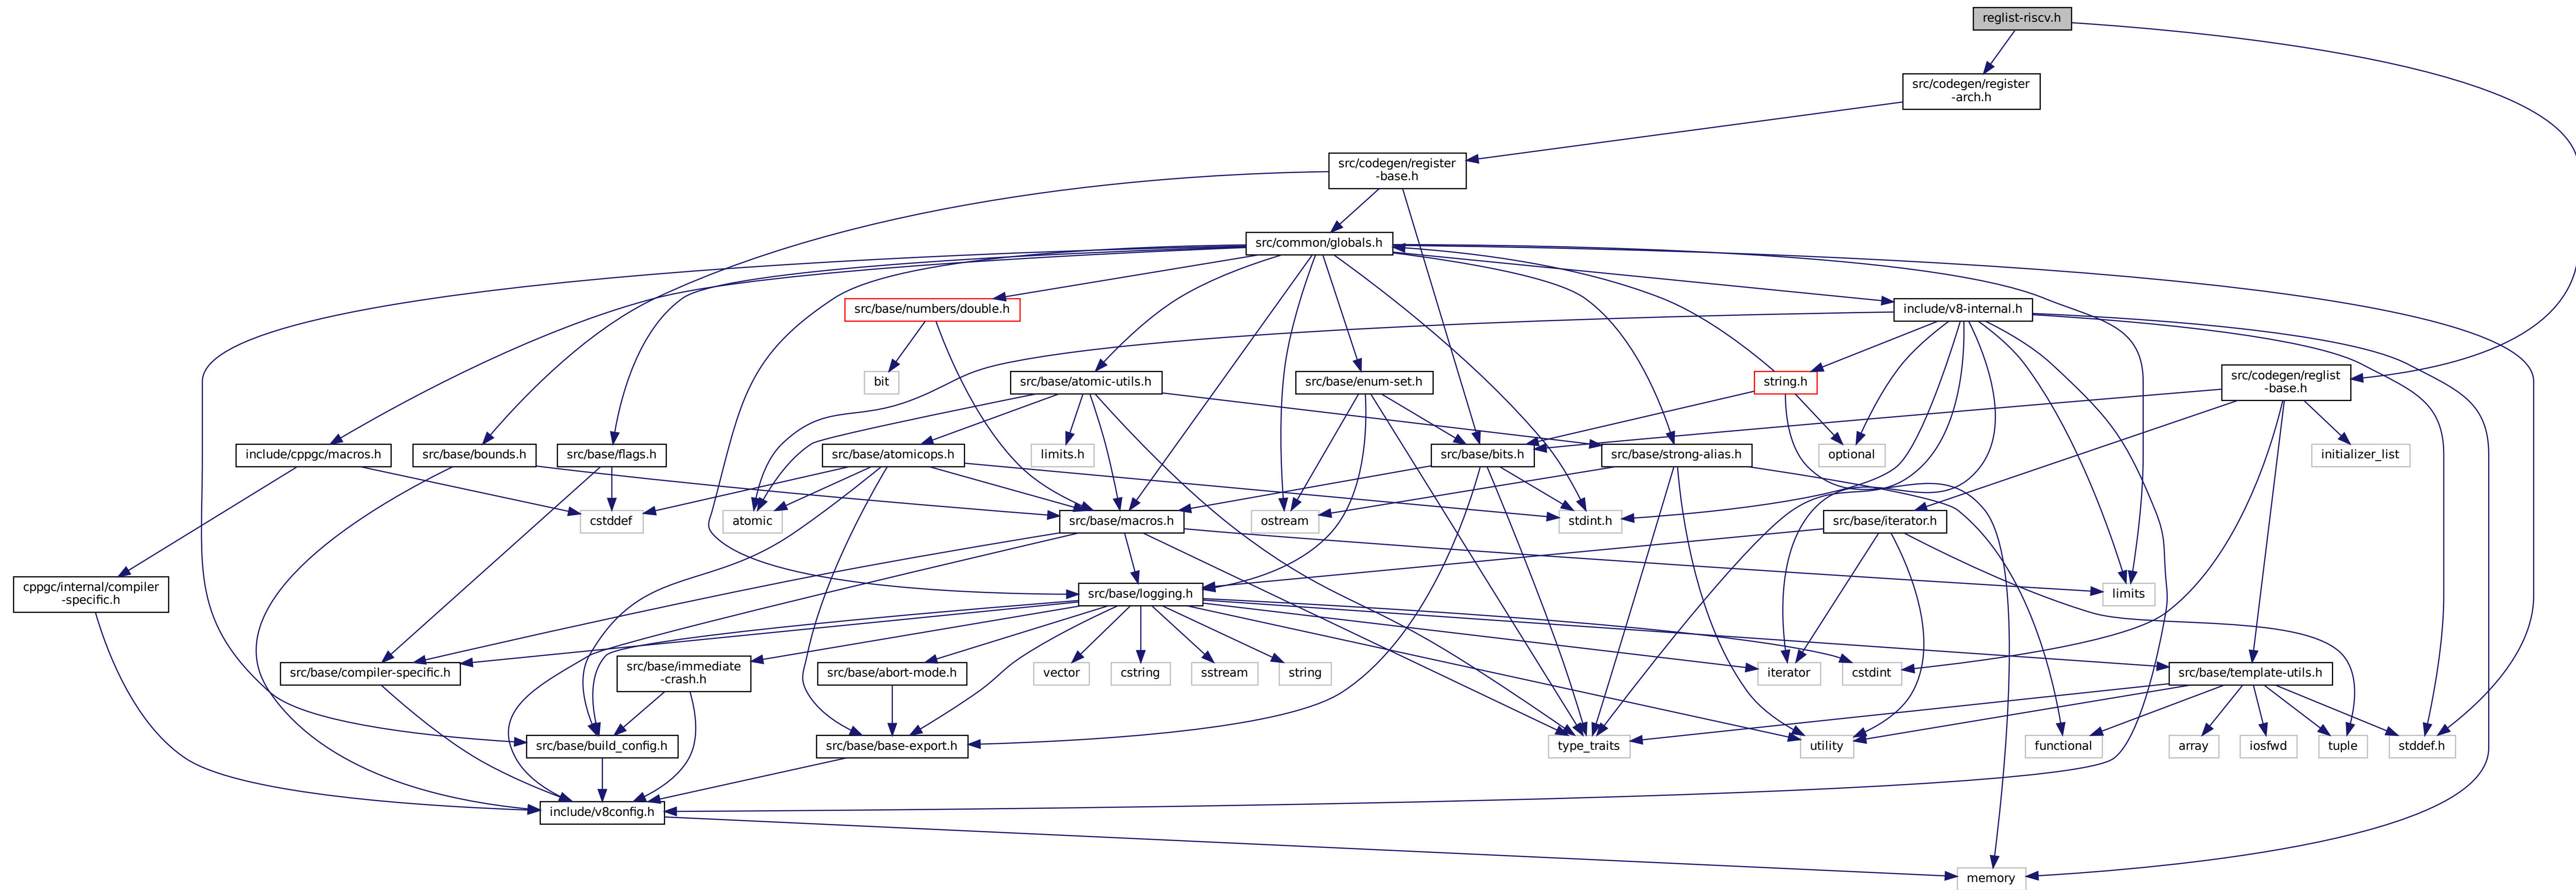 reglist-riscv.h
src/codegen/register
-arch.h
src/codegen/register
-base.h
src/common/globals.h
src/base/numbers/double.h
include/v8-internal.h
bit
src/base/atomic-utils.h
src/base/enum-set.h
string.h
src/codegen/reglist
-base.h
include/cppgc/macros.h
src/base/bounds.h
src/base/flags.h
src/base/atomicops.h
limits.h
src/base/bits.h
src/base/strong-alias.h
optional
initializer_list
cstddef
atomic
src/base/macros.h
ostream
stdint.h
src/base/iterator.h
cppgc/internal/compiler
-specific.h
src/base/logging.h
limits
src/base/compiler-specific.h
src/base/immediate
-crash.h
src/base/abort-mode.h
vector
cstring
sstream
string
iterator
cstdint
src/base/template-utils.h
src/base/build_config.h
src/base/base-export.h
type_traits
utility
functional
array
iosfwd
tuple
stddef.h
include/v8config.h
memory